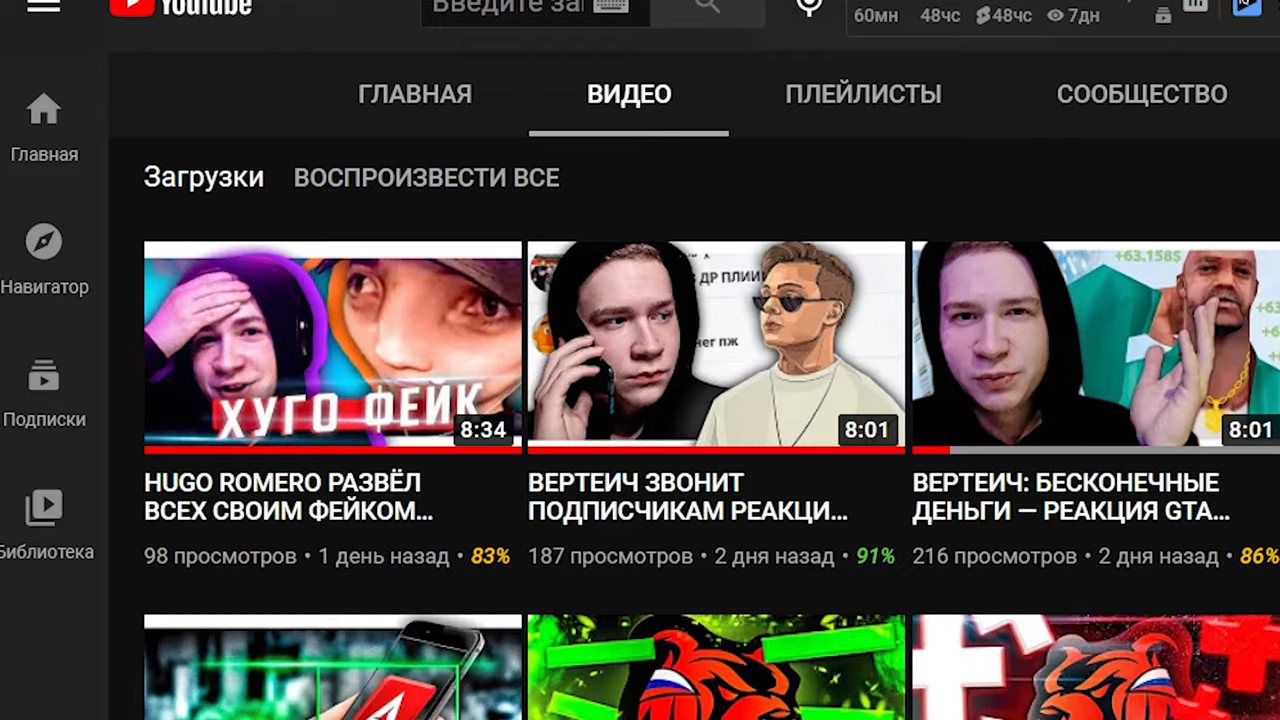 YouTube
Введите за
60мн 48чс 48чс 7дн
ГЛАВНАЯ ВИДЕО ПЛЕЙЛИСТЫ СООБЩЕСТВО
Главная
Загрузки ВОСПРОИЗВЕСТИ ВСЕ
Навигатор
Подписки
Библиотека
ХУГО ФЕЙК
8:34
ДР ПЛИИ
нег пж
8:01
+63.158$
8:01
HUGO ROMERO РАЗВЁЛ
ВСЕХ СВОИМ ФЕЙКОМ...
98 просмотров • 1 день назад • 83%
ВЕРТЕИЧ ЗВОНИТ
ПОДПИСЧИКАМ РЕАКЦИ...
187 просмотров • 2 дня назад • 91%
ВЕРТЕИЧ: БЕСКОНЕЧНЫЕ
ДЕНЬГИ — РЕАКЦИЯ GTA...
216 просмотров • 2 дня назад • 86%